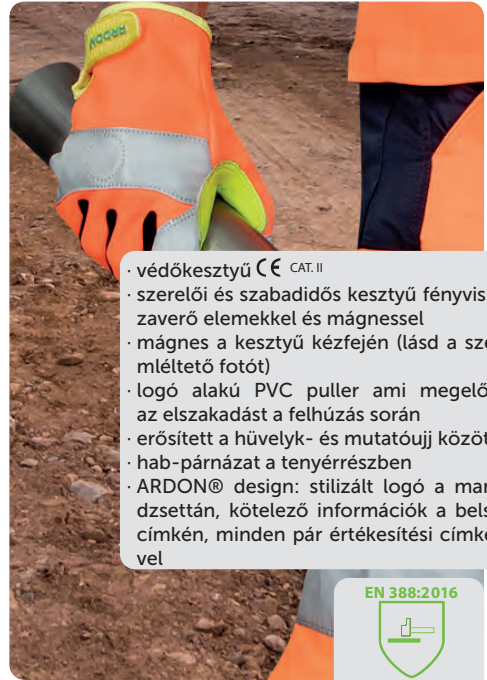 ARDON
· védőkesztyű CE CAT. II
· szerelői és szabadidős kesztyű fényvis
zaverő elemekkel és mágnessel
· mágnes a kesztyű kézfején (lásd a sze
mléltető fotót)
· logó alakú PVC puller ami megelő
az elszakadást a felhúzás során
· erősített a hüvelyk- és mutatóujj közöt
· hab-párnázat a tenyérrészben
· ARDON® design: stilizált logó a man
dzsettán, kötelező információk a bels
címkén, minden pár értékesítési címk
vel
EN 388:2016